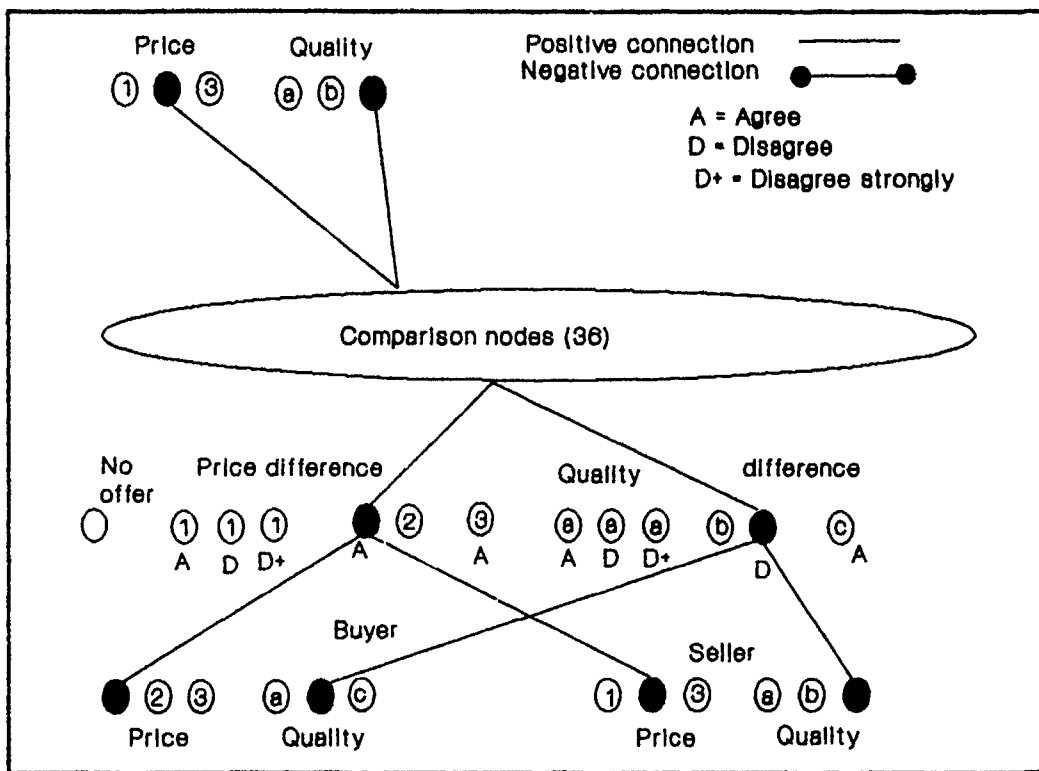 Price Quality
1 3 a b
Positive connection
Negative connection
A = Agree
D = Disagree
D+ = Disagree strongly
Comparison nodes (36)
No offer
Price difference
Quality difference
1 1 1 2 3 a a a b c
A D D+ A A A D D+ D A
Buyer
Seller
2 3 a c 1 3 a b
Price Quality Price Quality